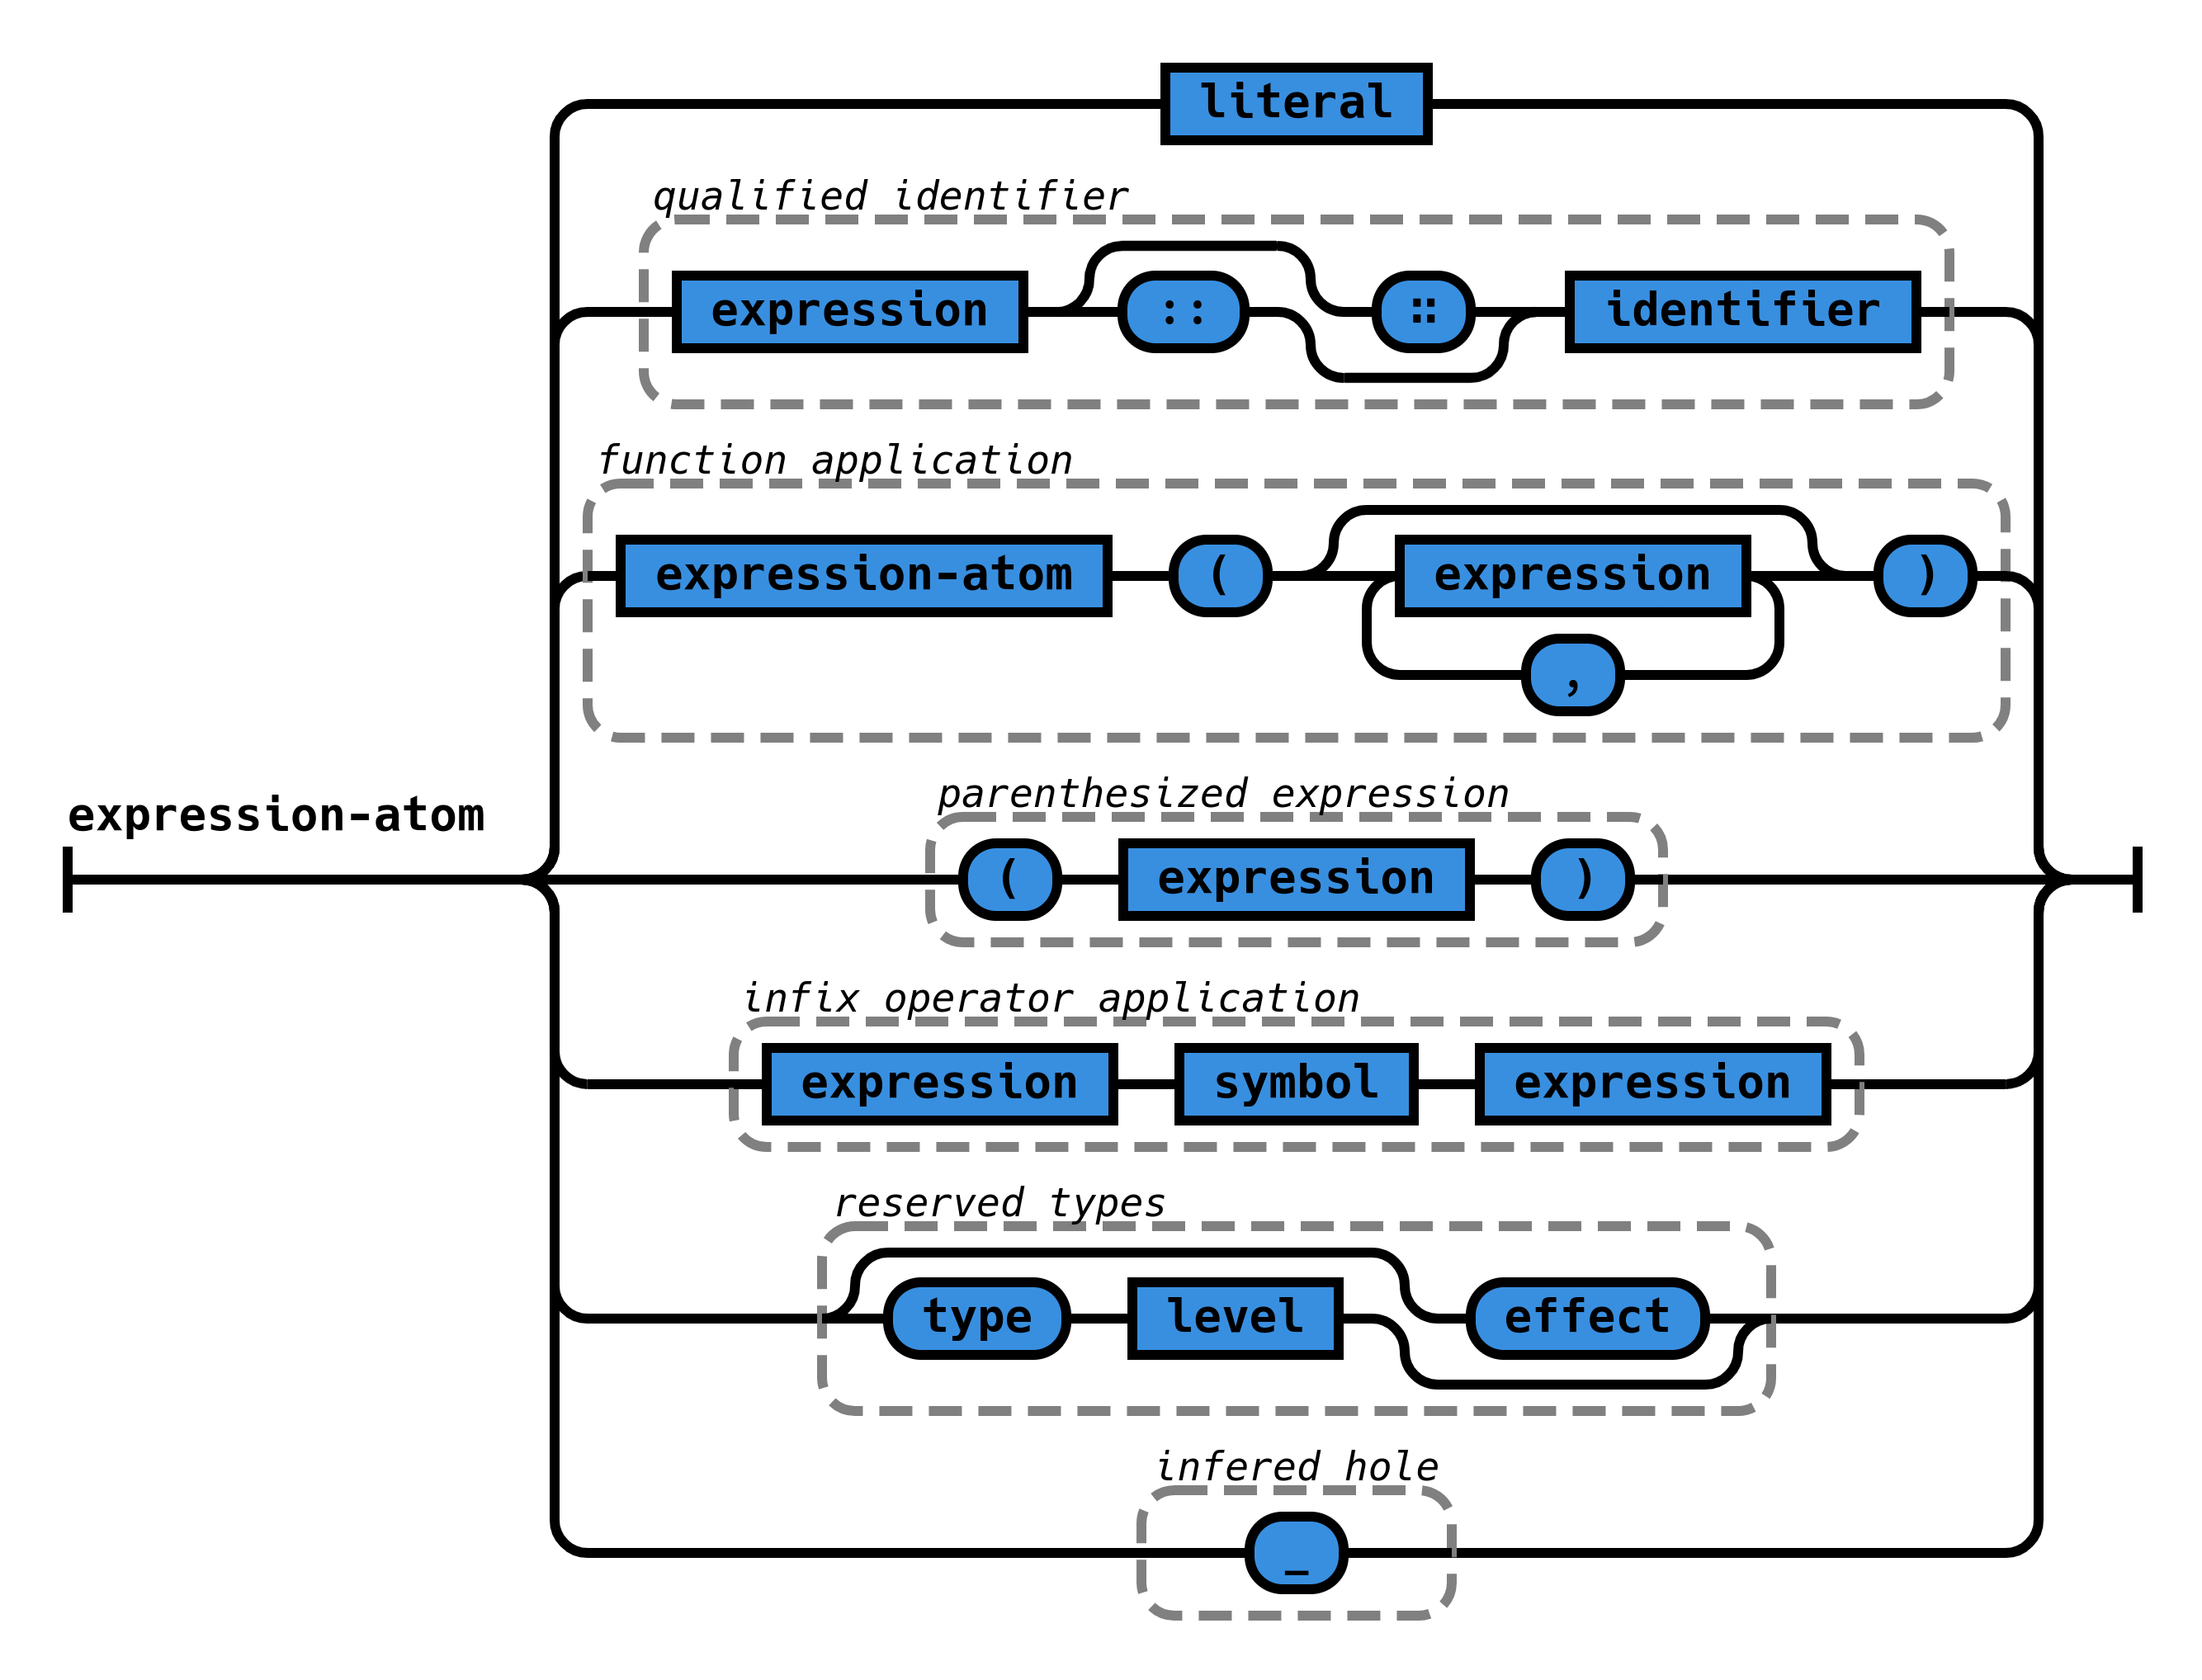 literal
qualified identifier
expression :: ∷ identifier
function application
expression-atom ( expression )
,
parenthesized expression
expression-atom
( expression )
infix operator application
expression symbol expression
reserved types
type level effect
infered hole
_